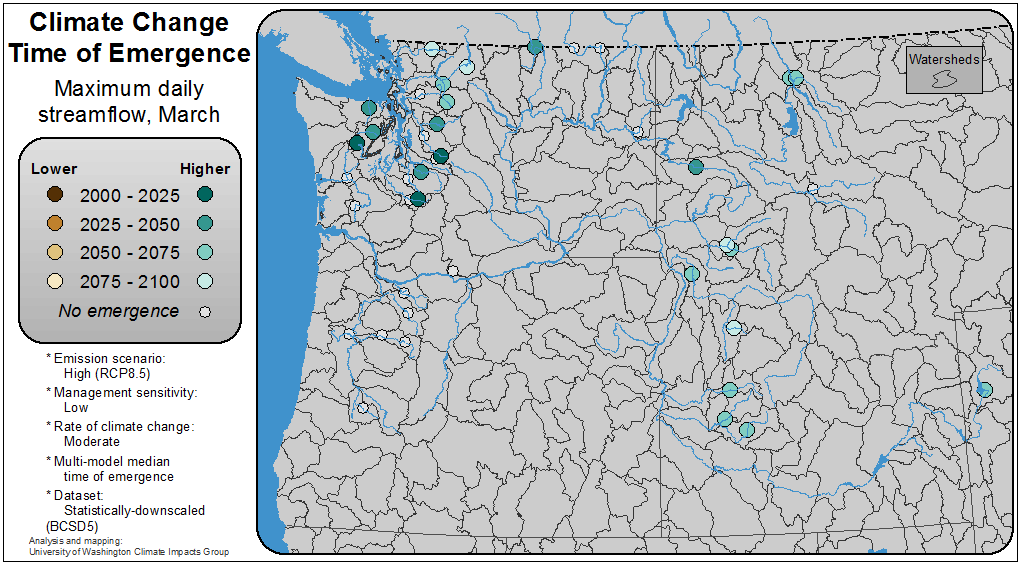 Climate Change
Time of Emergence
Maximum daily
streamflow, March
Lower Higher
2000 - 2025
2025 - 2050
2050 - 2075
2075 - 2100
No emergence
* Emission scenario:
High (RCP8.5)
* Management sensitivity:
Low
* Rate of climate change:
Moderate
* Multi-model median
time of emergence
* Dataset:
Statistically-downscaled
(BCSD5)
Analysis and mapping:
University of Washington Climate Impacts Group
Watersheds